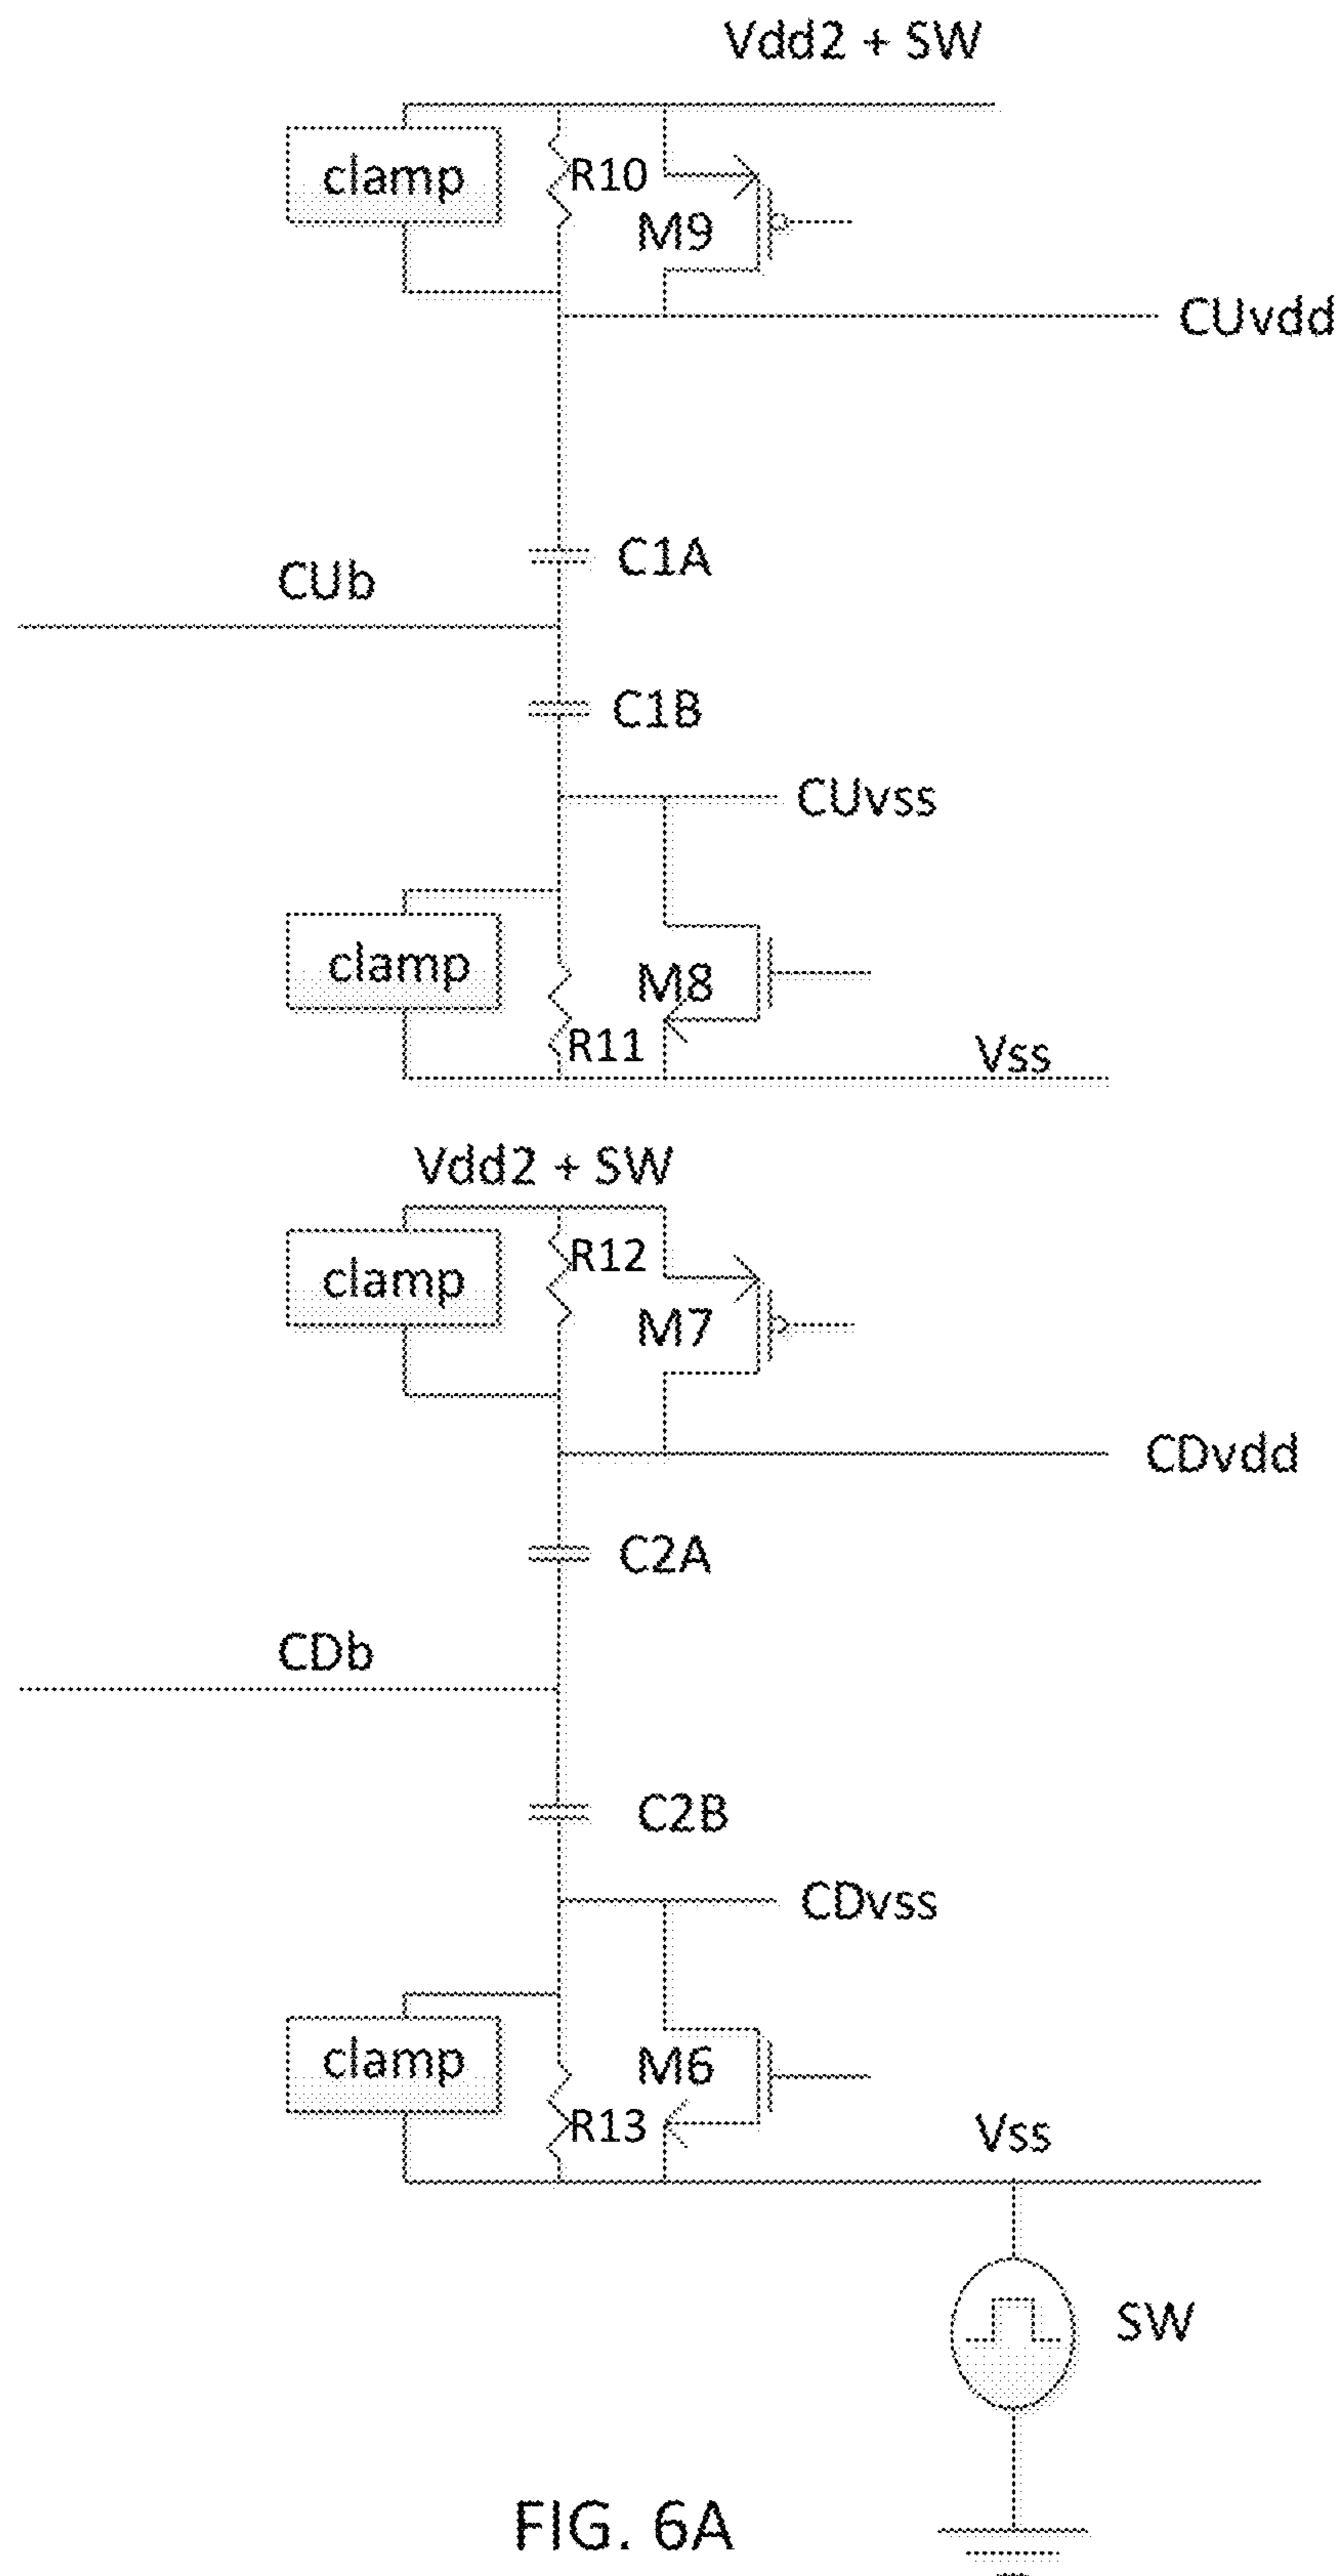 Vdd2 + SW
clamp
R10
M9
CUvdd
C1A
CUb
C1B
CUvss
clamp
M8
R11
Vss
Vdd2 + SW
R12
clamp
M7
CDvdd
C2A
CDb
C2B
CDvss
clamp
M6
R13
Vss
SW
FIG. 6A